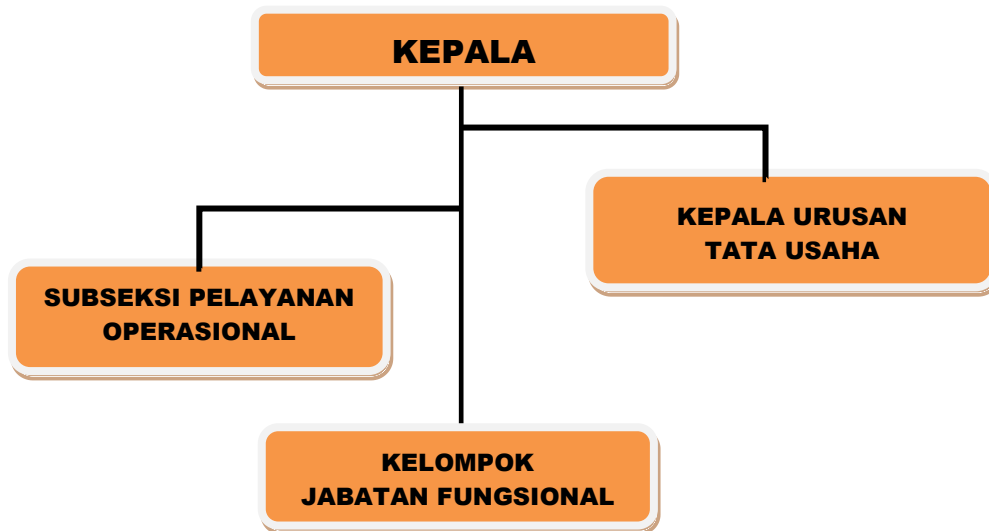 KEPALA
KEPALA URUSAN
TATA USAHA
SUBSEKSI PELAYANAN
OPERASIONAL
KELOMPOK
JABATAN FUNGSIONAL